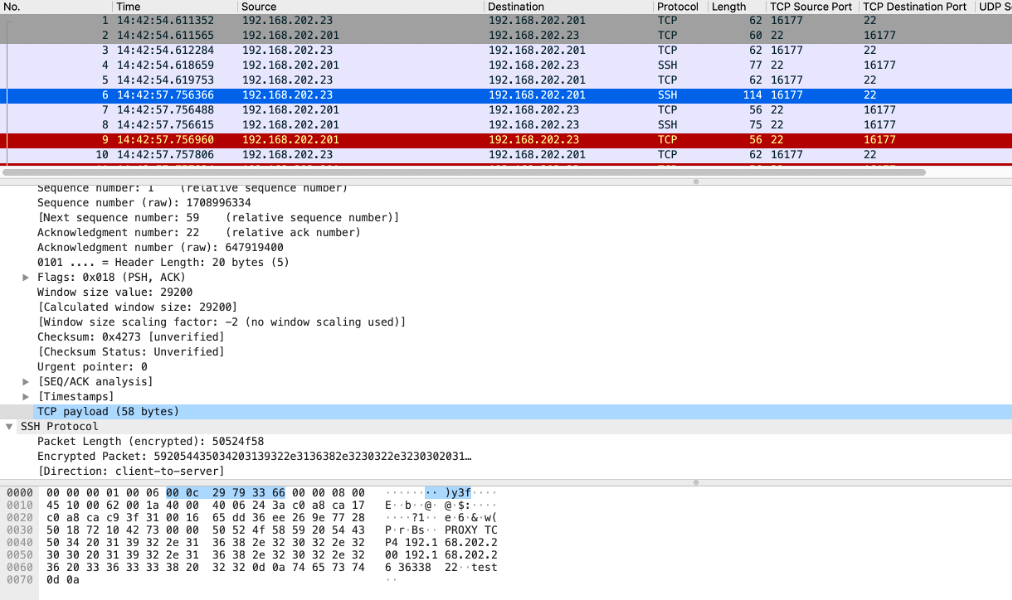 No. Time Source Destination Protocol Length TCP Source Port TCP Destination Port UDP S
1 14:42:54.611352 192.168.202.23 192.168.202.201 TCP 62 16177 22
2 14:42:54.611565 192.168.202.201 192.168.202.23 TCP 60 22 16177
3 14:42:54.612284 192.168.202.23 192.168.202.201 TCP 62 16177 22
4 14:42:54.618659 192.168.202.201 192.168.202.23 SSH 77 22 16177
5 14:42:54.619753 192.168.202.23 192.168.202.201 TCP 62 16177 22
6 14:42:57.756366 192.168.202.23 192.168.202.201 SSH 114 16177 22
7 14:42:57.756488 192.168.202.201 192.168.202.23 TCP 56 22 16177
8 14:42:57.756615 192.168.202.201 192.168.202.23 SSH 75 22 16177
9 14:42:57.756960 192.168.202.201 192.168.202.23 TCP 56 22 16177
10 14:42:57.757806 192.168.202.23 192.168.202.201 TCP 62 16177 22
Sequence number: 1 (relative sequence number)
Sequence number (raw): 1708996334
[Next sequence number: 59 (relative sequence number)]
Acknowledgment number: 22 (relative ack number)
Acknowledgment number (raw): 647919400
0101 .... = Header Length: 20 bytes (5)
Flags: 0x018 (PSH, ACK)
Window size value: 29200
[Calculated window size: 29200]
[Window size scaling factor: -2 (no window scaling used)]
Checksum: 0x4273 [unverified]
[Checksum Status: Unverified]
Urgent pointer: 0
[SEQ/ACK analysis]
[Timestamps]
TCP payload (58 bytes)
SSH Protocol
Packet Length (encrypted): 50524f58
Encrypted Packet: 592054435034203139322e3136382e3230322e3230302031…
[Direction: client-to-server]
0000 00 00 00 01 00 06 00 0c 29 79 33 66 00 00 08 00 ········ )y3f····
0010 45 10 00 62 00 1a 40 00 40 06 24 3a c0 a8 ca 17 E··b··@· @·$:····
0020 c0 a8 ca c9 3f 31 00 16 65 dd 36 ee 26 9e 77 28 ····?1·· e·6·&·w(
0030 50 18 72 10 42 73 00 00 50 52 4f 58 59 20 54 43 P·r·Bs·· PROXY TC
0040 50 34 20 31 39 32 2e 31 36 38 2e 32 30 32 2e 32 P4 192.1 68.202.2
0050 30 30 20 31 39 32 2e 31 36 38 2e 32 30 32 2e 32 00 192.1 68.202.2
0060 36 20 33 36 33 33 38 20 32 32 0d 0a 74 65 73 74 6 36338 22··test
0070 0d 0a ··